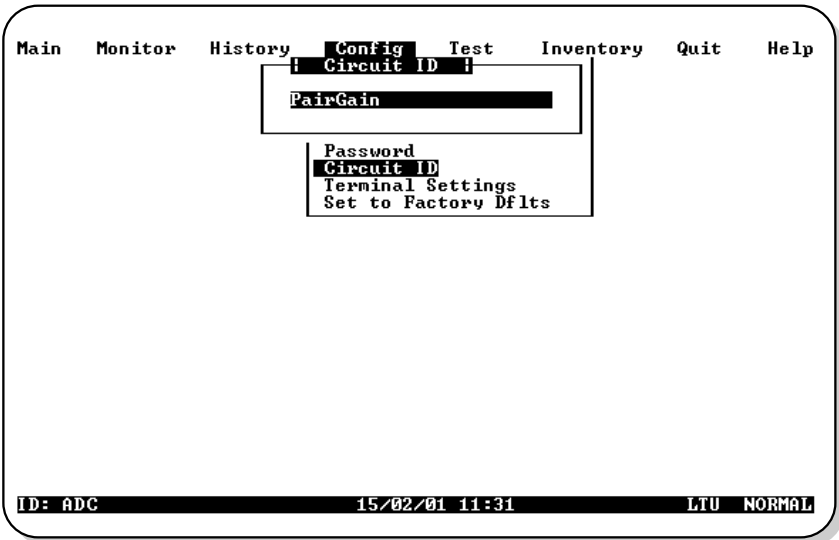 Main Monitor History Config Test Inventory Quit Help
Circuit ID
PairGain
Password
Circuit ID
Terminal Settings
Set to Factory Dflts
ID: ADC 15/02/01 11:31 LTU NORMAL